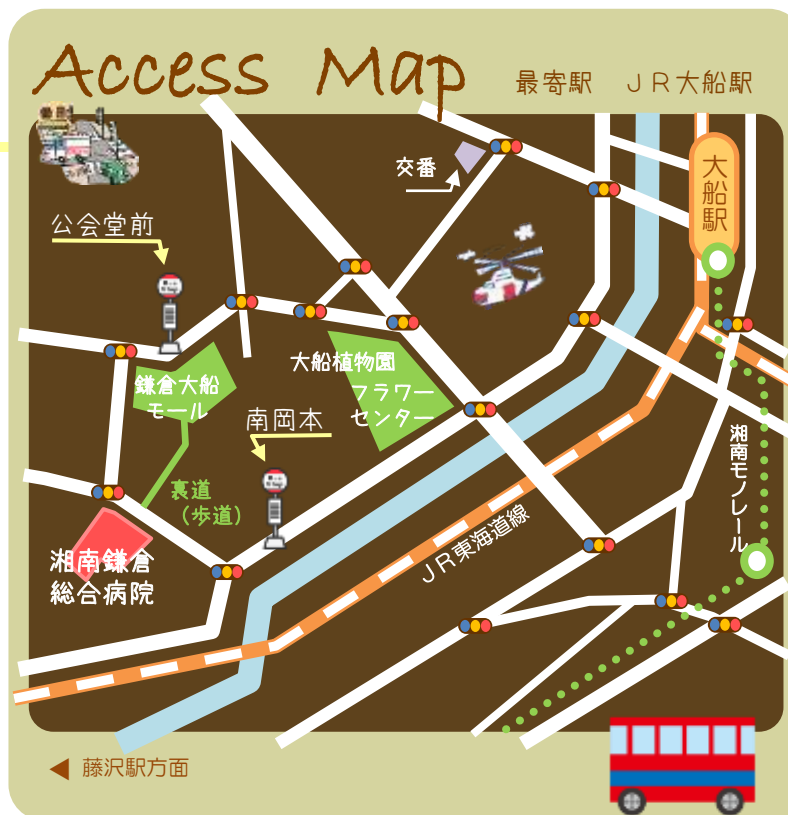 Access Map
最寄駅　ＪＲ大船駅
大船駅
交番
公会堂前
大船植物園
フラワー
センター
鎌倉大船
モール
南岡本
湘南モノレール
裏道
（歩道）
ＪＲ東海道線
湘南鎌倉
総合病院
◀ 藤沢駅方面